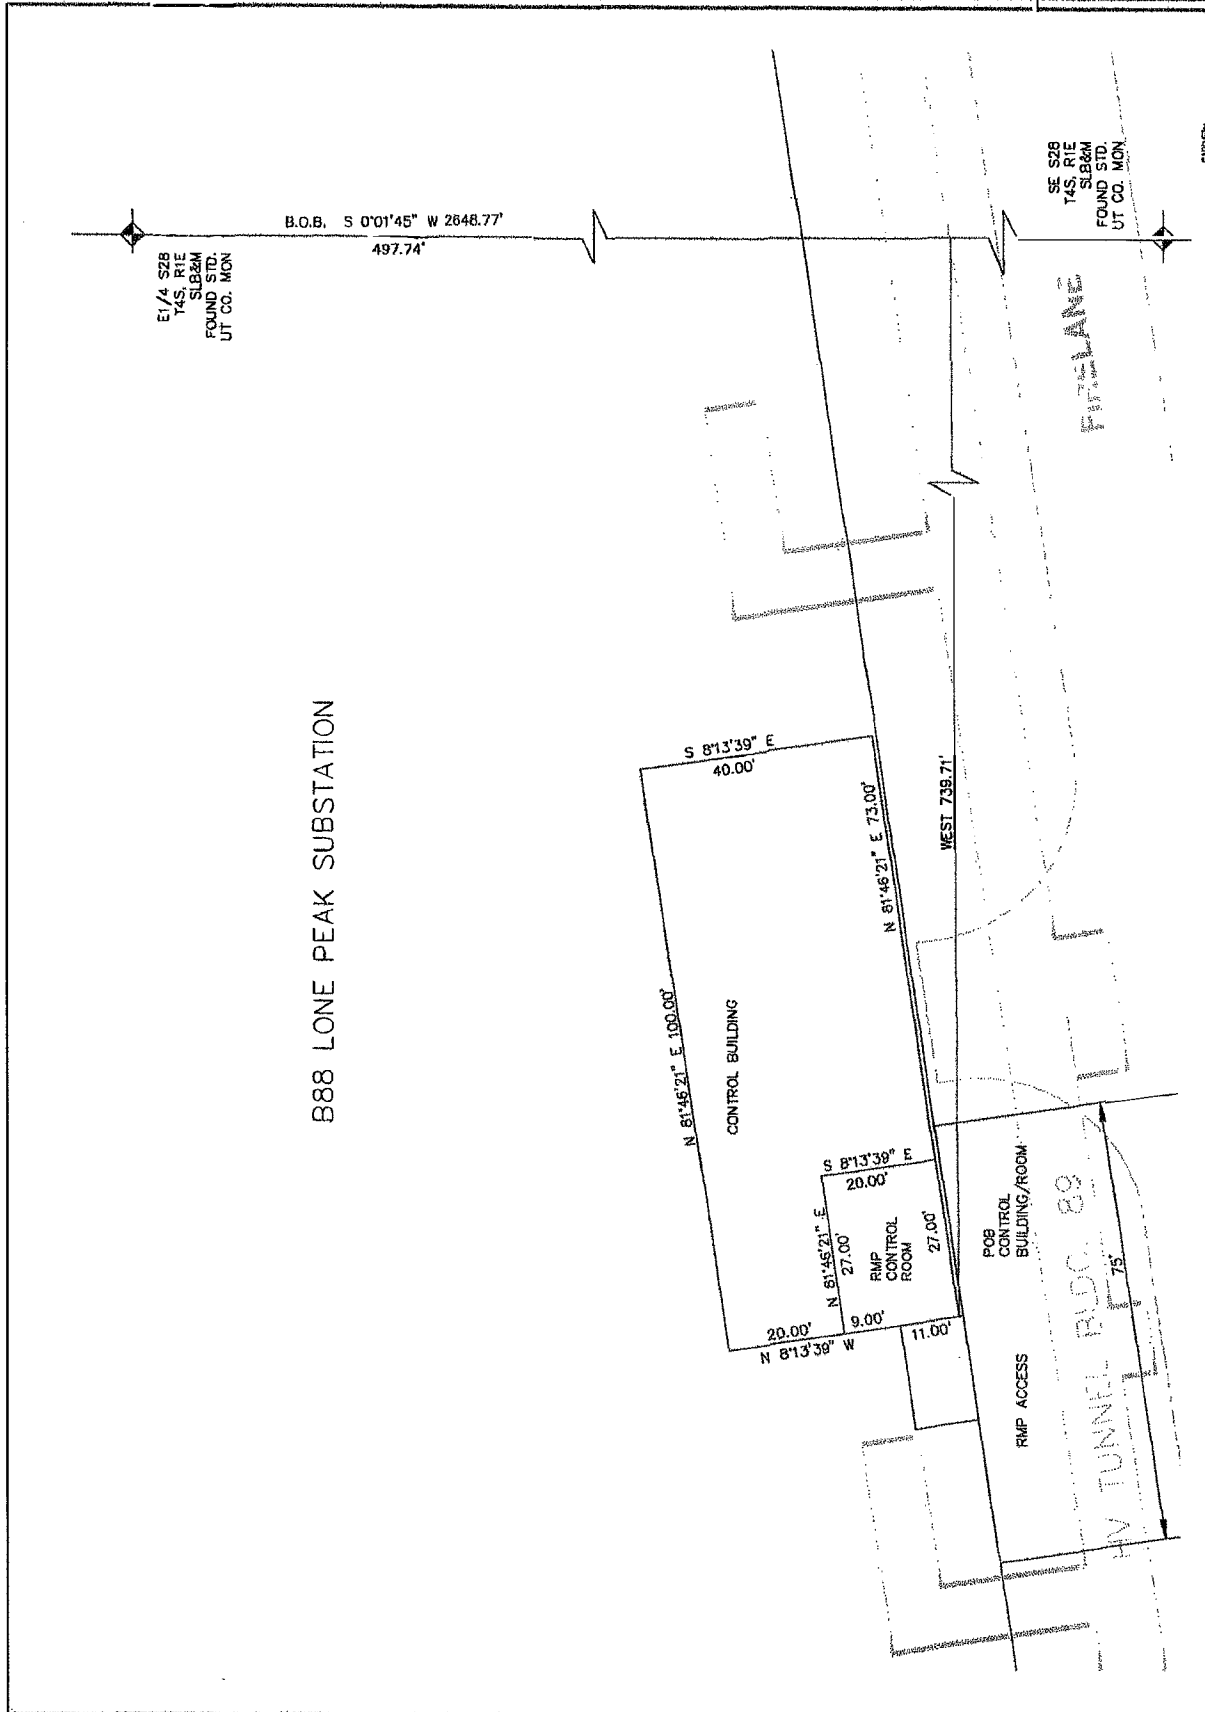 B.O.B. S 0°01'45" W 2648.77'
497.74'
E1/4 S28
T4S, R1E
SLB&M
FOUND STD.
UT CO. MON
SE S28
T4S, R1E
SLB&M
FOUND STD.
UT CO. MON
FIRELANE
B88 LONE PEAK SUBSTATION
S 8°13'39" E
40.00'
N 81°46'21" E 73.00'
WEST 739.71'
N 81°46'21" E 100.00'
CONTROL BUILDING
S 8°13'39" E
20.00'
N 81°46'21" E
27.00'
RMP
CONTROL
ROOM
27.00'
POB
CONTROL
BUILDING/ROOM
20.00'
9.00'
11.00'
N 8°13'39" W
RMP ACCESS
75'
HV TUNNEL BLDG. 89